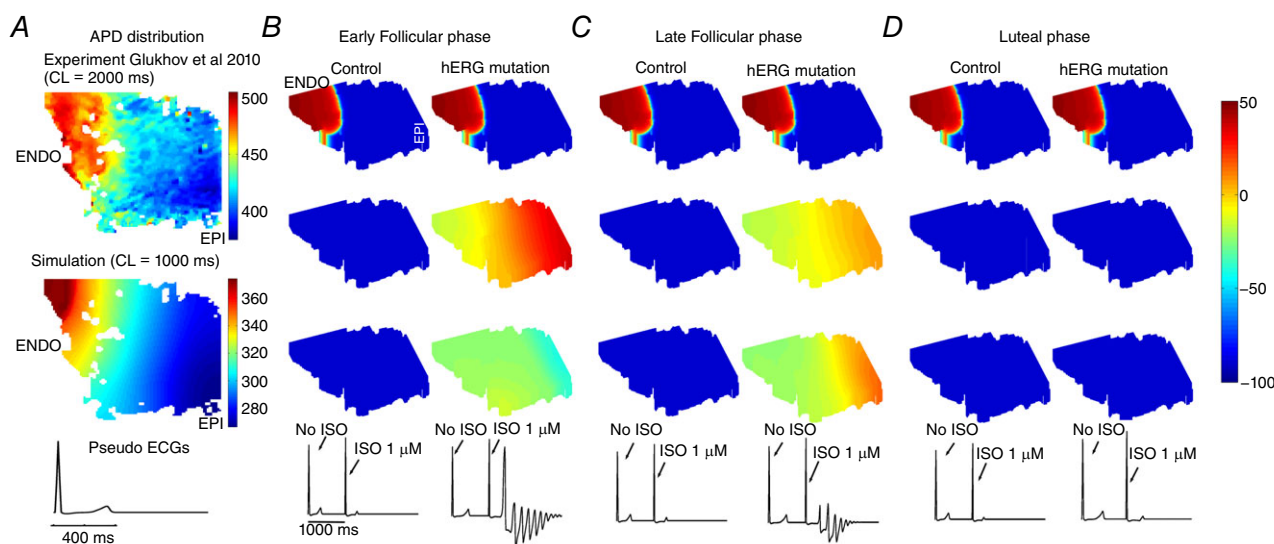 A
APD distribution
Experiment Glukhov et al 2010
(CL = 2000 ms)
500
450
400
ENDO
EPI
Simulation (CL = 1000 ms)
360
340
320
300
280
ENDO
EPI
Pseudo ECGs
400 ms
B
Early Follicular phase
Control
hERG mutation
ENDO
EPI
No ISO
ISO 1 μM
No ISO
ISO 1 μM
1000 ms
C
Late Follicular phase
Control
hERG mutation
No ISO
ISO 1 μM
No ISO
ISO 1 μM
D
Luteal phase
Control
hERG mutation
No ISO
ISO 1 μM
No ISO
ISO 1 μM
50
0
−50
−100